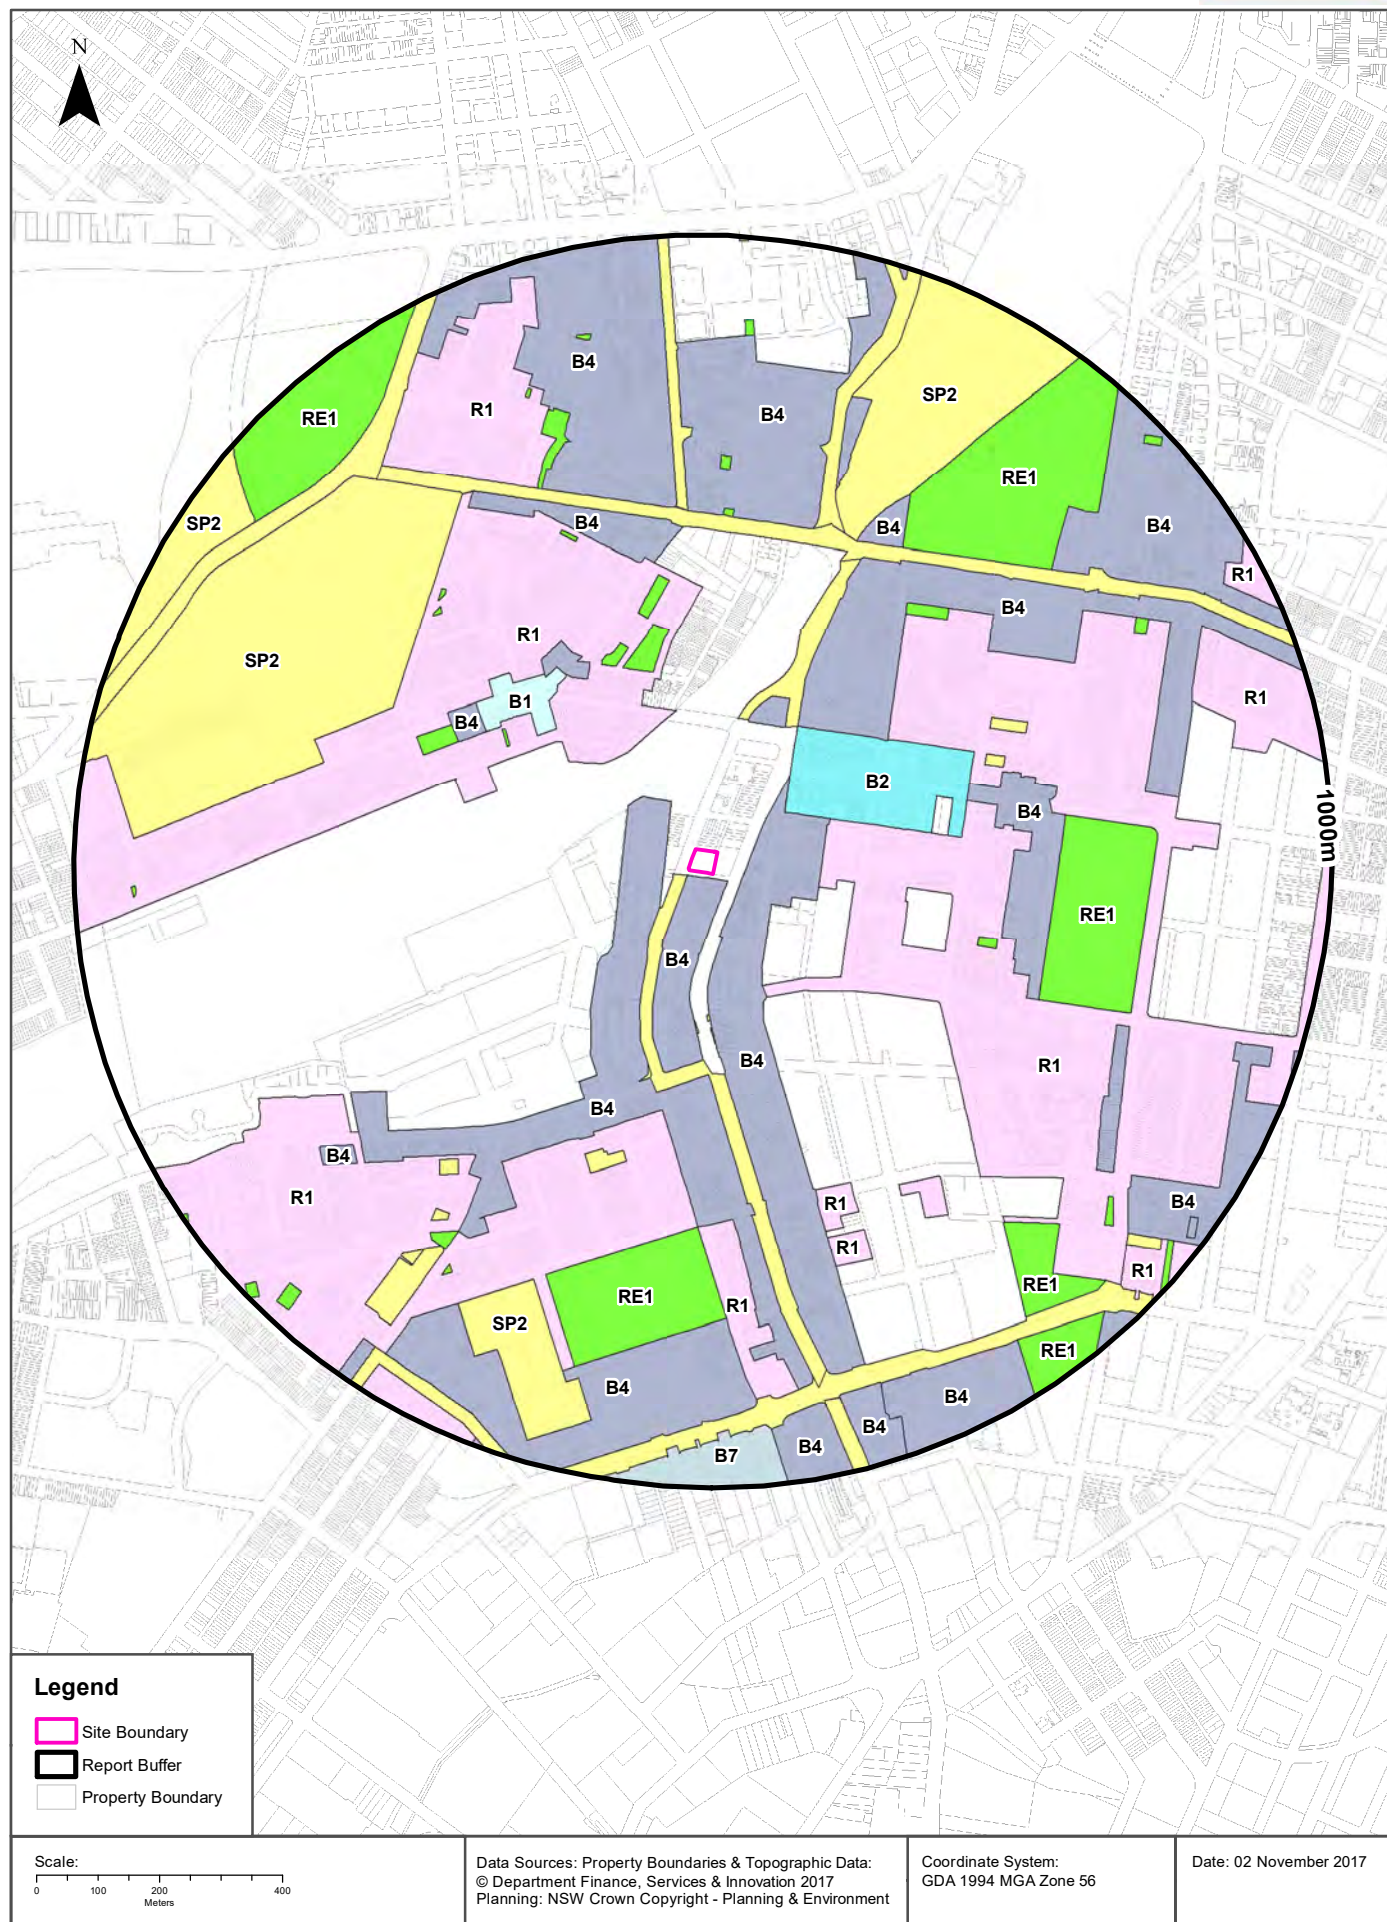 N
B4
RE1
R1
SP2
B4
RE1
SP2
B4
B4
B4
R1
B4
R1
SP2
R1
B1
B4
B2
B4
1000m
RE1
B4
B4
R1
B4
B4
R1
R1
B4
R1
R1
RE1
RE1
R1
SP2
RE1
B4
B4
B4
B4
B7
Legend
Site Boundary
Report Buffer
Property Boundary
Scale:
0 100 200 400
Meters
Data Sources: Property Boundaries & Topographic Data:
© Department Finance, Services & Innovation 2017
Planning: NSW Crown Copyright - Planning & Environment
Coordinate System:
GDA 1994 MGA Zone 56
Date: 02 November 2017